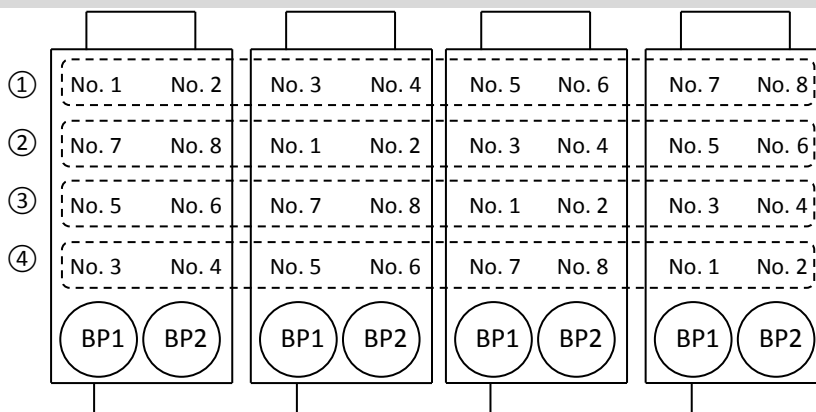 ① No. 1 No. 2 No. 3 No. 4 No. 5 No. 6 No. 7 No. 8
② No. 7 No. 8 No. 1 No. 2 No. 3 No. 4 No. 5 No. 6
③ No. 5 No. 6 No. 7 No. 8 No. 1 No. 2 No. 3 No. 4
④ No. 3 No. 4 No. 5 No. 6 No. 7 No. 8 No. 1 No. 2
BP1 BP2 BP1 BP2 BP1 BP2 BP1 BP2